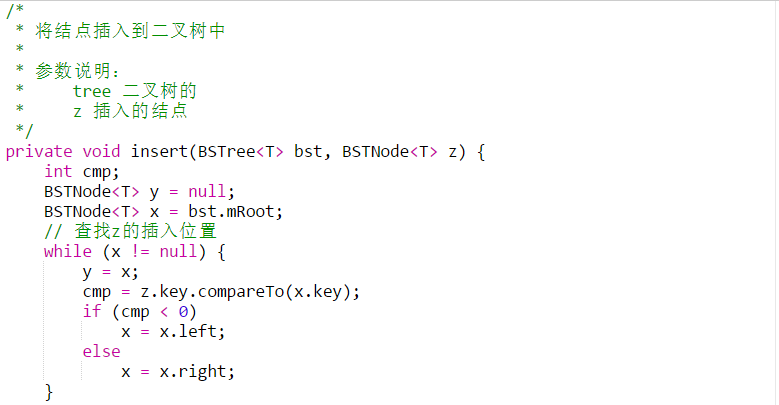 /*
 * 将结点插入到二叉树中
 *
 * 参数说明:
 *     tree 二叉树的
 *     z 插入的结点
 */
private void insert(BSTree<T> bst, BSTNode<T> z) {
    int cmp;
    BSTNode<T> y = null;
    BSTNode<T> x = bst.mRoot;
    // 查找z的插入位置
    while (x != null) {
        y = x;
        cmp = z.key.compareTo(x.key);
        if (cmp < 0)
            x = x.left;
        else
            x = x.right;
    }